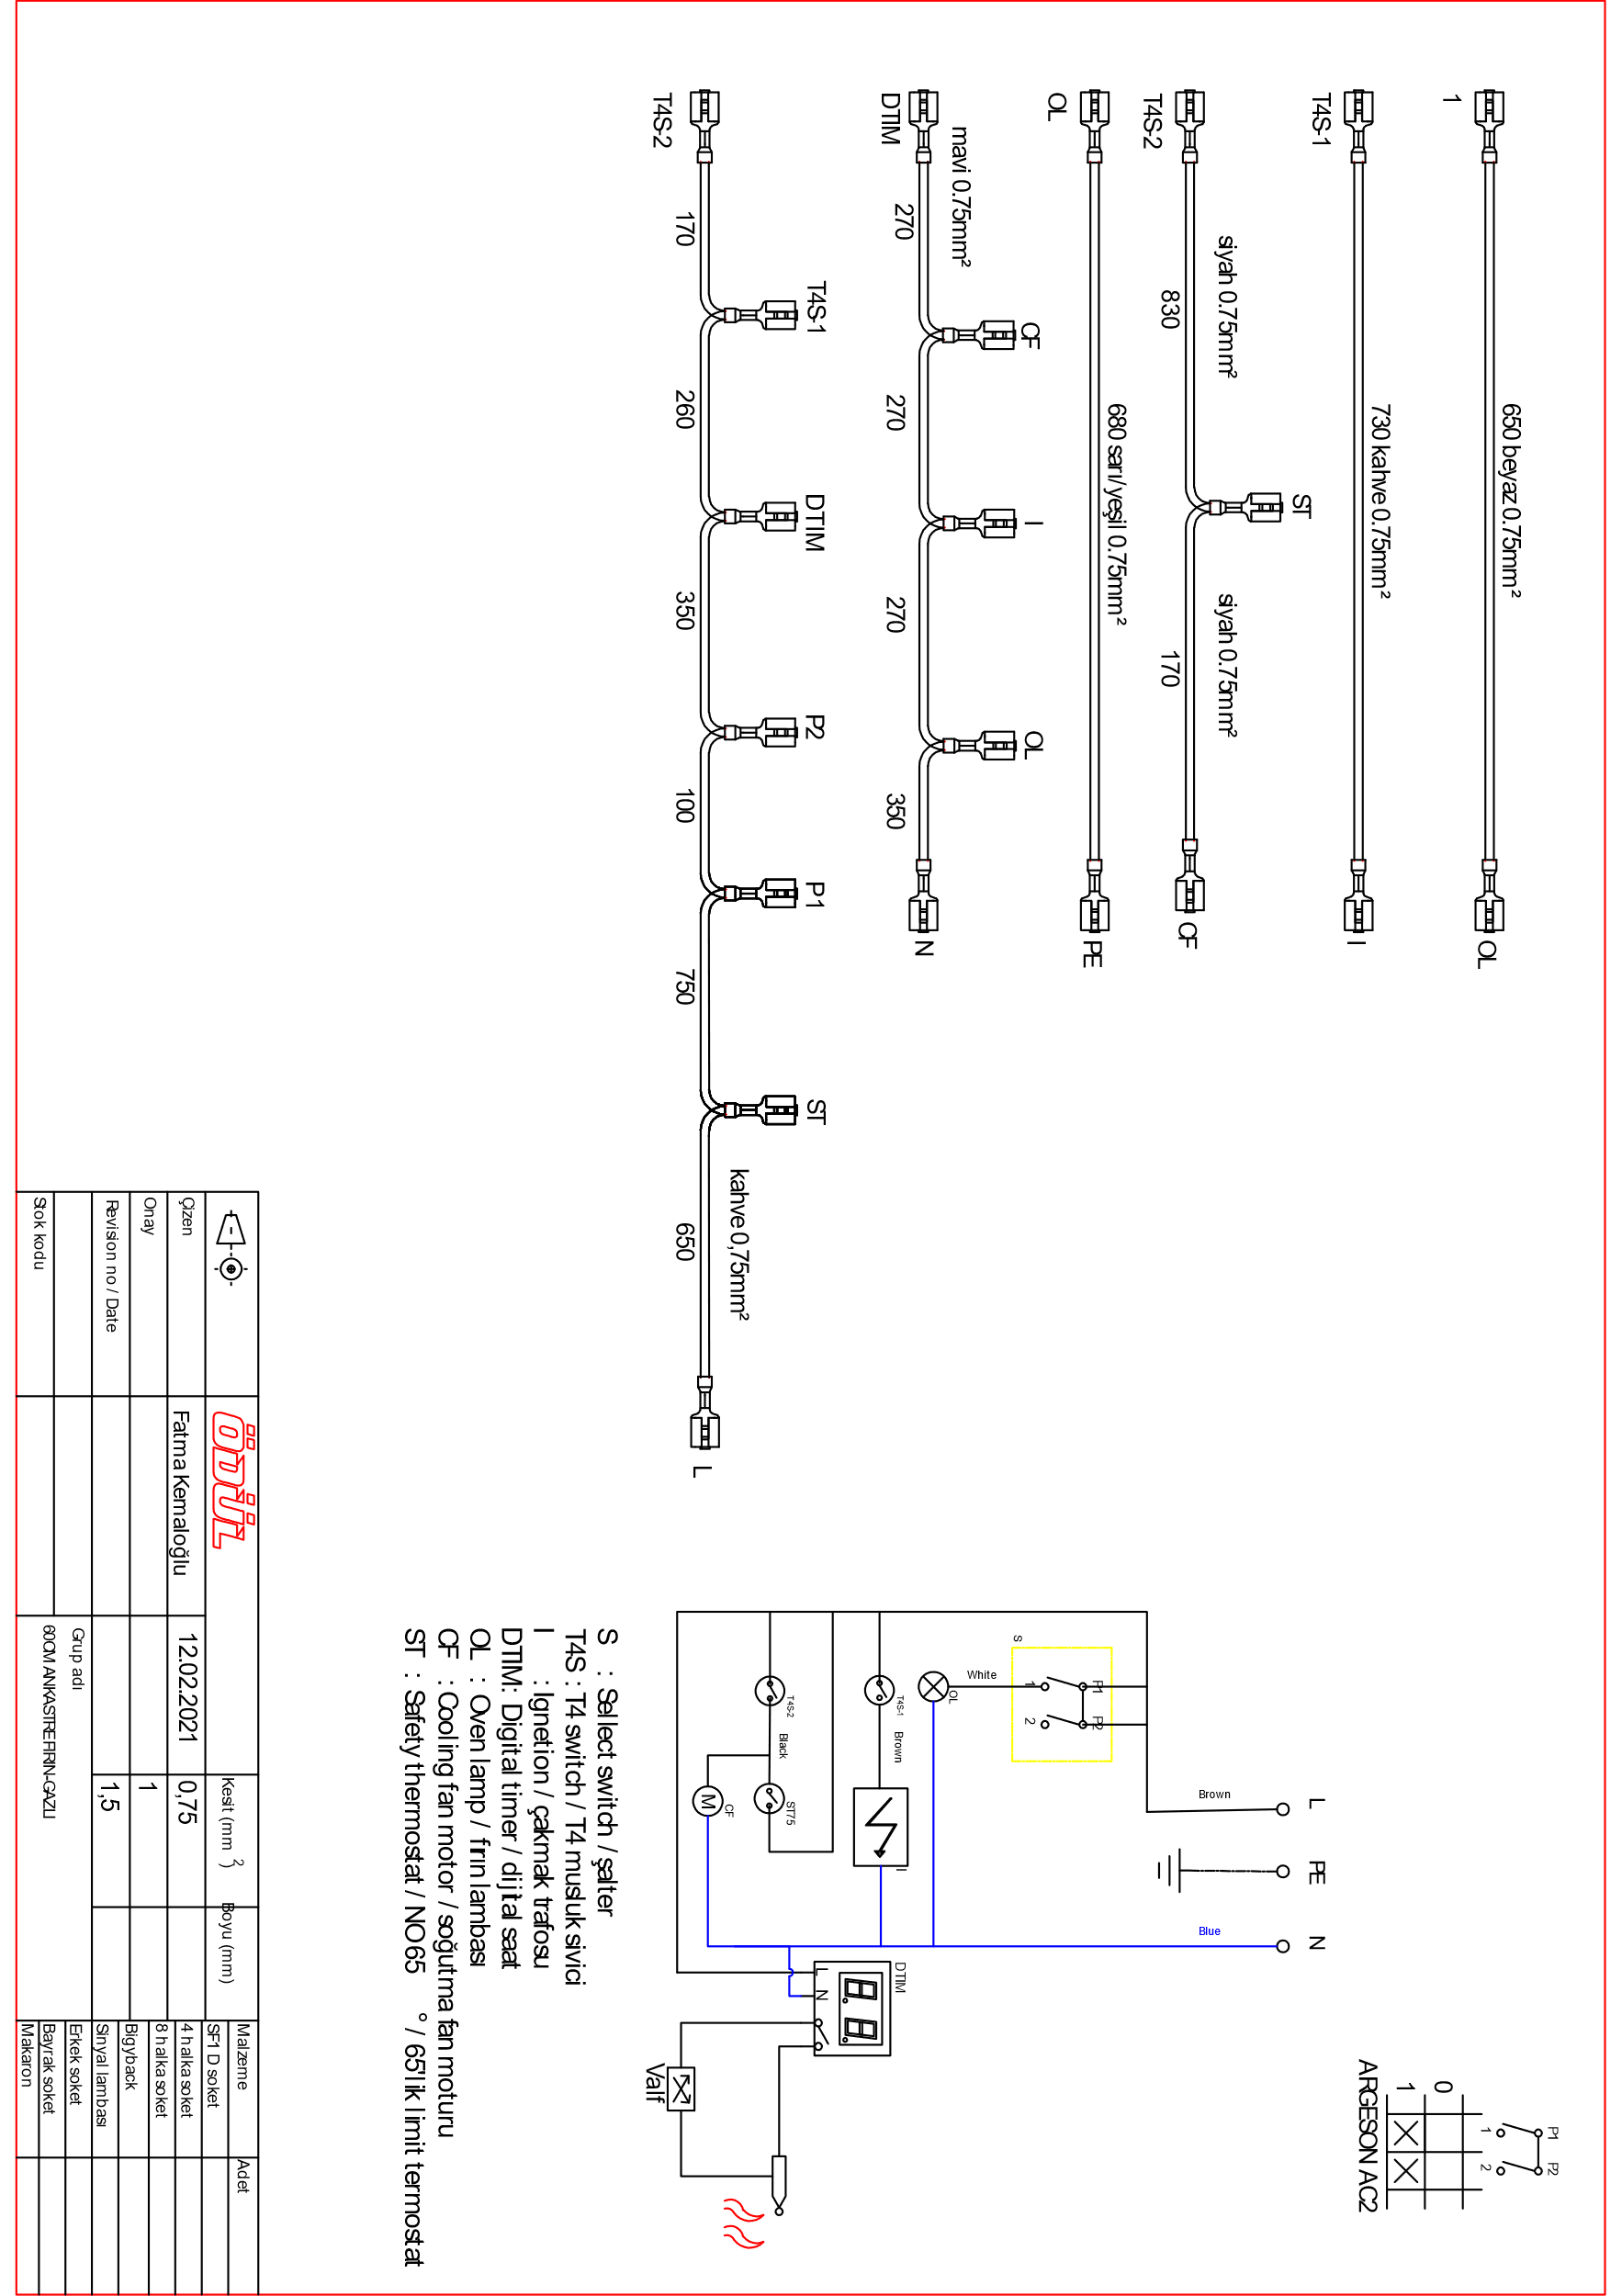 1
650 beyaz 0.75mm²
OL
T4S-1
730 kahve 0.75mm²
I
T4S-2
siyah 0.75mm²
830
ST
siyah 0.75mm²
170
CF
OL
680 sarı/yeşil 0.75mm²
PE
DTIM
mavi 0.75mm²
270
CF
270
I
270
OL
350
N
T4S-2
170
T4S-1
260
DTIM
350
P2
100
P1
750
ST
kahve 0,75mm²
650
L
P1
P2
1
2
0
1
ARGESON AC2
L
PE
N
Brown
Blue
S
P1
P2
1
2
White
OL
T4S-1
Brown
I
T4S-2
Black
ST75
M
CF
DTIM
L
N
Valf
S : Sellect switch / şalter
T4S : T4 switch / T4 musluk sivici
I : Ignetion / çakmak trafosu
DTIM: Digital timer / dijital saat
OL : Oven lamp / fırın lambası
CF : Cooling fan motor / soğutma fan moturu
ST : Safety thermostat / NO65 °/ 65'lik limit termostat
ÖDÜL
Kesit (mm 2)
Boyu (mm)
Malzeme
Adet
Çizen
Fatma Kemaloğlu
12.02.2021
0,75
SF1 D soket
4 halka soket
Onay
1
8 halka soket
Bigyback
Revision no / Date
1,5
Sinyal lambası
Grup adı
Erkek soket
Stok kodu
60CM ANKASTRE FIRIN-GAZLI
Bayrak soket
Makaron